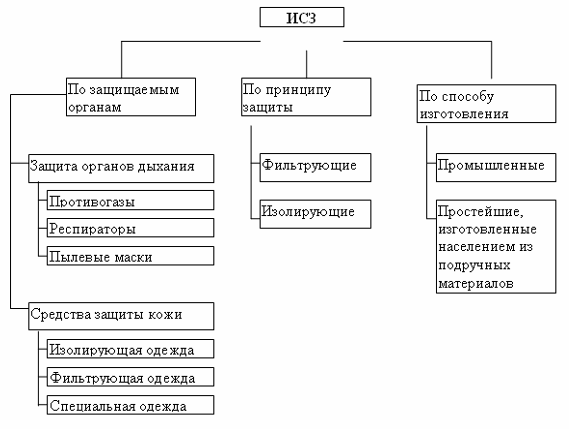 ИСЗ
По защищаемым
органам
Защита органов дыхания
Противогазы
Респираторы
Пылевые маски
Средства защиты кожи
Изолирующая одежда
Фильтрующая одежда
Специальная одежда
По принципу
защиты
Фильтрующие
Изолирующие
По способу
изготовления
Промышленные
Простейшие,
изготовленные
населением из
подручных
материалов